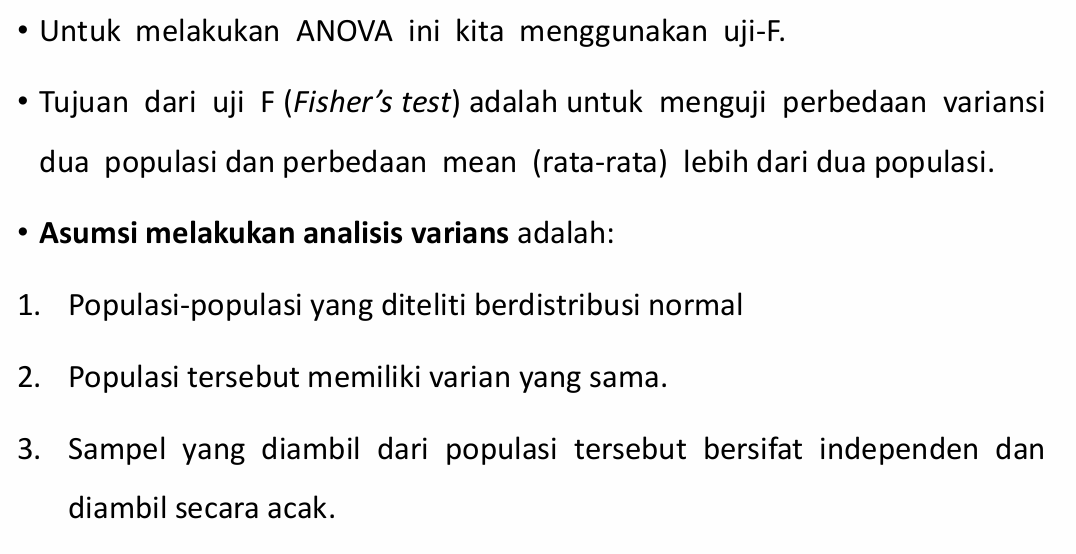 • Untuk melakukan ANOVA ini kita menggunakan uji-F.
• Tujuan dari uji F (Fisher’s test) adalah untuk menguji perbedaan variansi
dua populasi dan perbedaan mean (rata-rata) lebih dari dua populasi.
• Asumsi melakukan analisis varians adalah:
1. Populasi-populasi yang diteliti berdistribusi normal
2. Populasi tersebut memiliki varian yang sama.
3. Sampel yang diambil dari populasi tersebut bersifat independen dan
diambil secara acak.